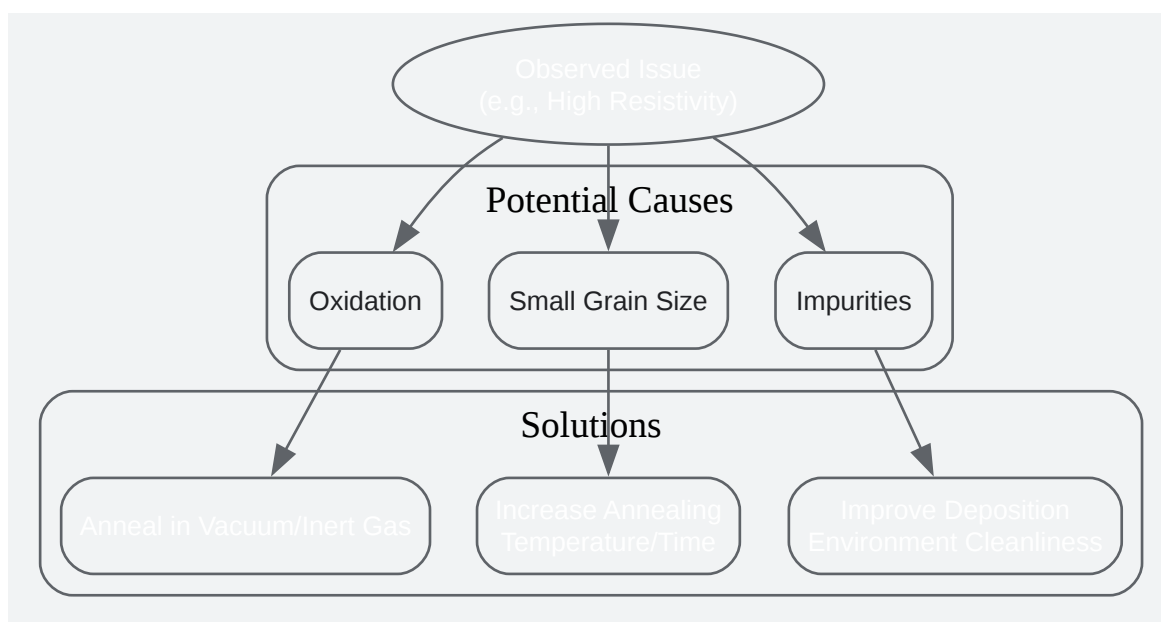 Observed Issue
(e.g., High Resistivity)
Potential Causes
Oxidation
Small Grain Size
Impurities
Solutions
Anneal in Vacuum/Inert Gas
Increase Annealing
Temperature/Time
Improve Deposition
Environment Cleanliness